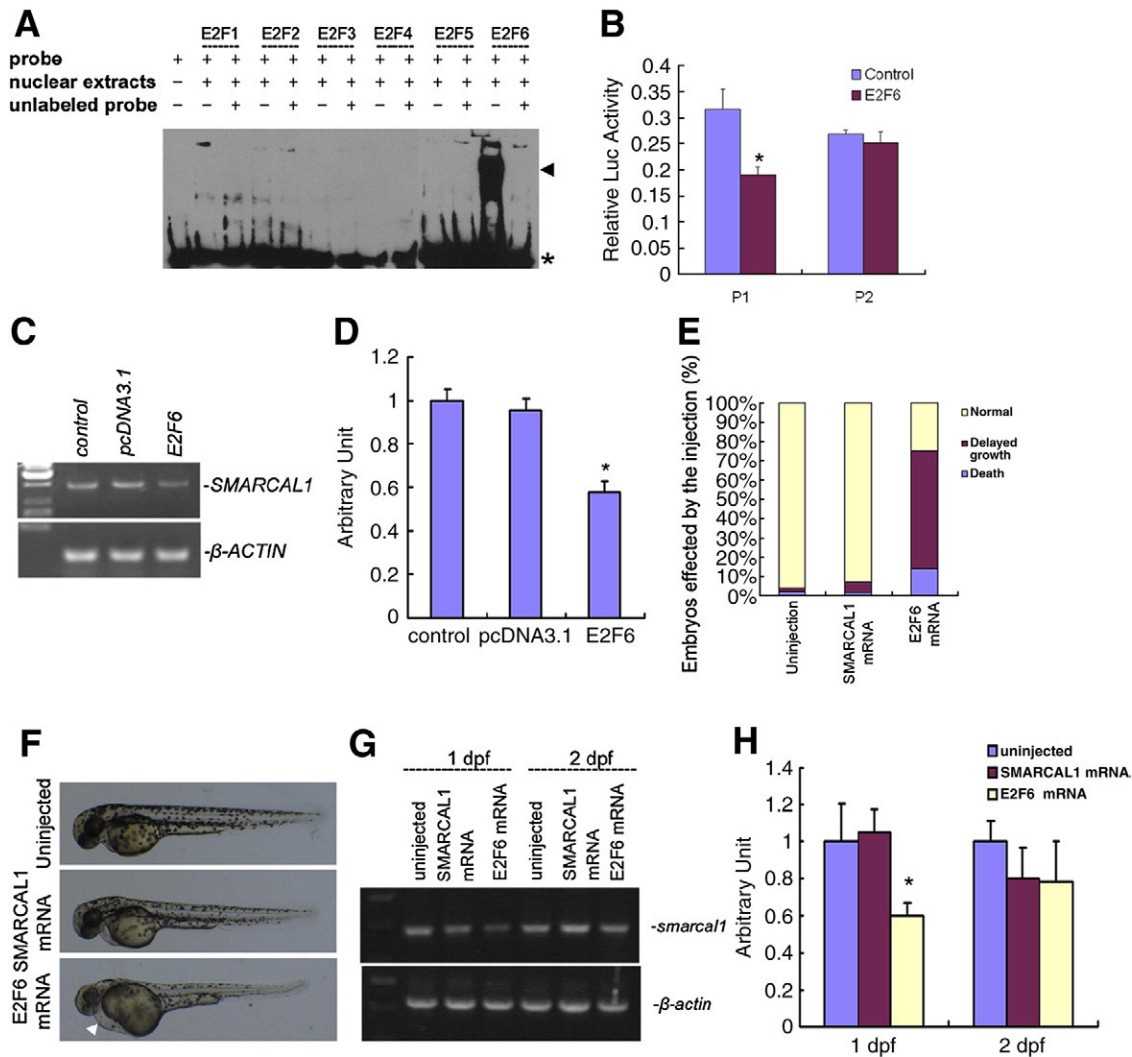 A
E2F1 E2F2 E2F3 E2F4 E2F5 E2F6
probe + + + + + + + + + + + + +
nuclear extracts − + + + + + + + + + + + +
unlabeled probe − − + − + − + − + − + − +
*
B
Relative Luc Activity
0.4
0.35
0.3
0.25
0.2
0.15
0.1
0.05
0
Control
E2F6
*
P1 P2
C
control pcDNA3.1 E2F6
-SMARCAL1
-β-ACTIN
D
Arbitrary Unit
1.2
1
0.8
0.6
0.4
0.2
0
*
control pcDNA3.1 E2F6
E
Embryos effected by the injection (%)
100%
90%
80%
70%
60%
50%
40%
30%
20%
10%
0%
Normal
Delayed
growth
Death
Uninjection
SMARCAL1
mRNA
E2F6
mRNA
F
Uninjected
SMARCAL1
mRNA
E2F6
mRNA
G
1 dpf 2 dpf
uninjected
SMARCAL1
mRNA
E2F6 mRNA
uninjected
SMARCAL1
mRNA
E2F6 mRNA
-smarcal1
-β-actin
H
uninjected
SMARCAL1 mRNA.
E2F6 mRNA
Arbitrary Unit
1.4
1.2
1
0.8
0.6
0.4
0.2
0
*
1 dpf 2 dpf